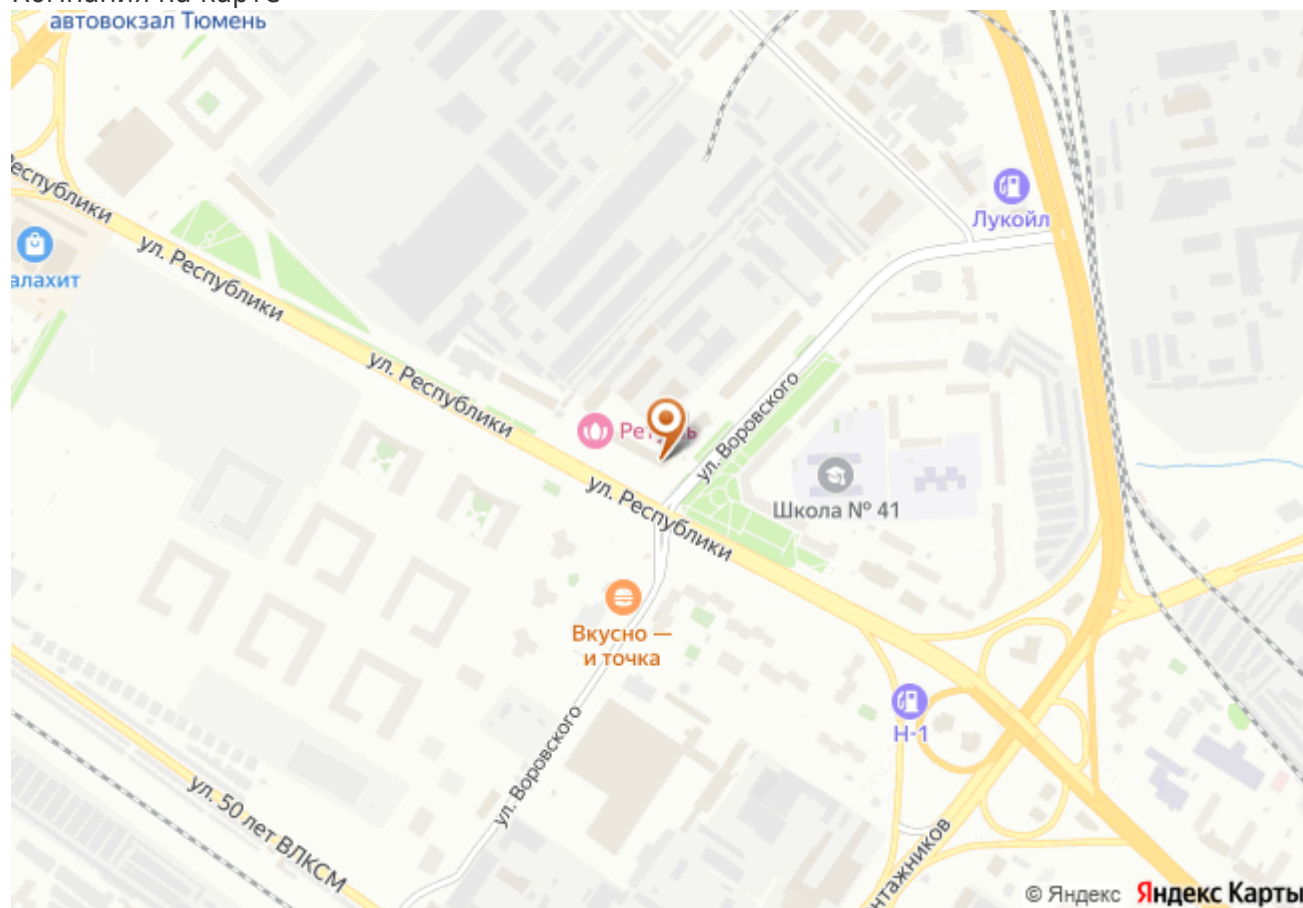 автовокзал Тюмень
Республики
ул. Республики
Лукойл
алахит
ул. Республики
ул. Воровского
ул. Республики
Школа № 41
Вкусно —
и точка
Н-1
ул. Воровского
ул. 50 лет ВЛКСМ
нтажников
© Яндекс Яндекс Карты